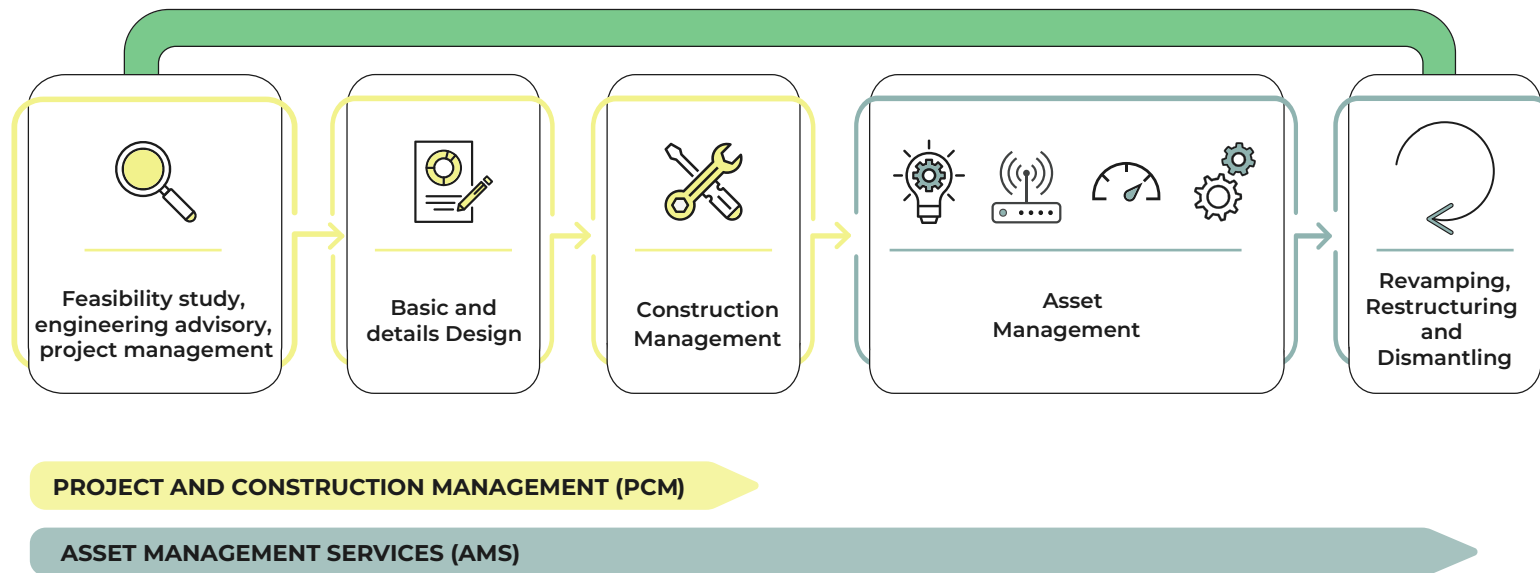 Feasibility study,
engineering advisory,
project management
Basic and
details Design
Construction
Management
Asset
Management
Revamping,
Restructuring
and
Dismantling
PROJECT AND CONSTRUCTION MANAGEMENT (PCM)
ASSET MANAGEMENT SERVICES (AMS)